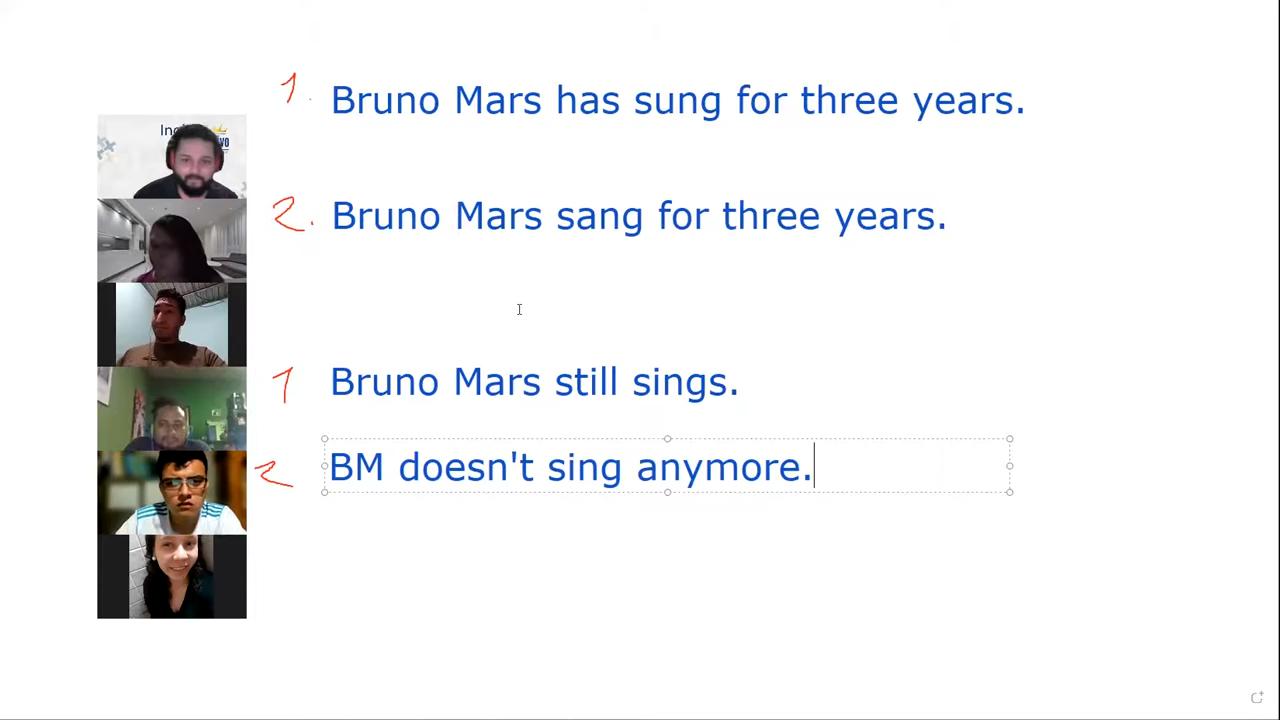 1. Bruno Mars has sung for three years.
2. Bruno Mars sang for three years.
1 Bruno Mars still sings.
2 BM doesn't sing anymore.